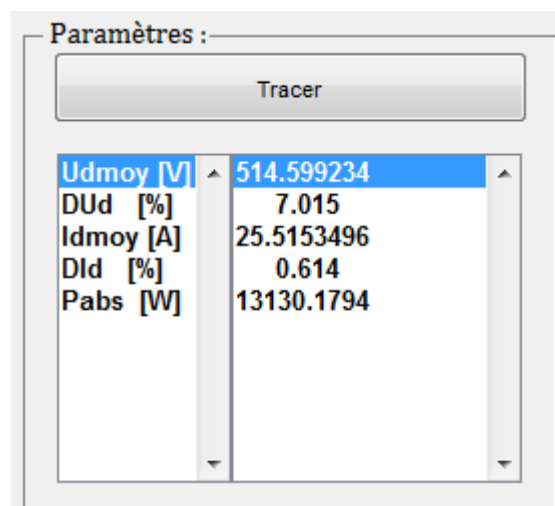 Paramètres :
Tracer
Udmoy [V] 514.599234
DUd [%] 7.015
Idmoy [A] 25.5153496
DId [%] 0.614
Pabs [W] 13130.1794